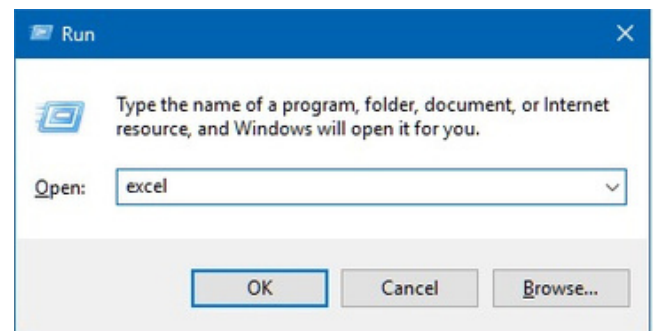 Run
Type the name of a program, folder, document, or Internet
resource, and Windows will open it for you.
Open: excel
OK Cancel Browse...